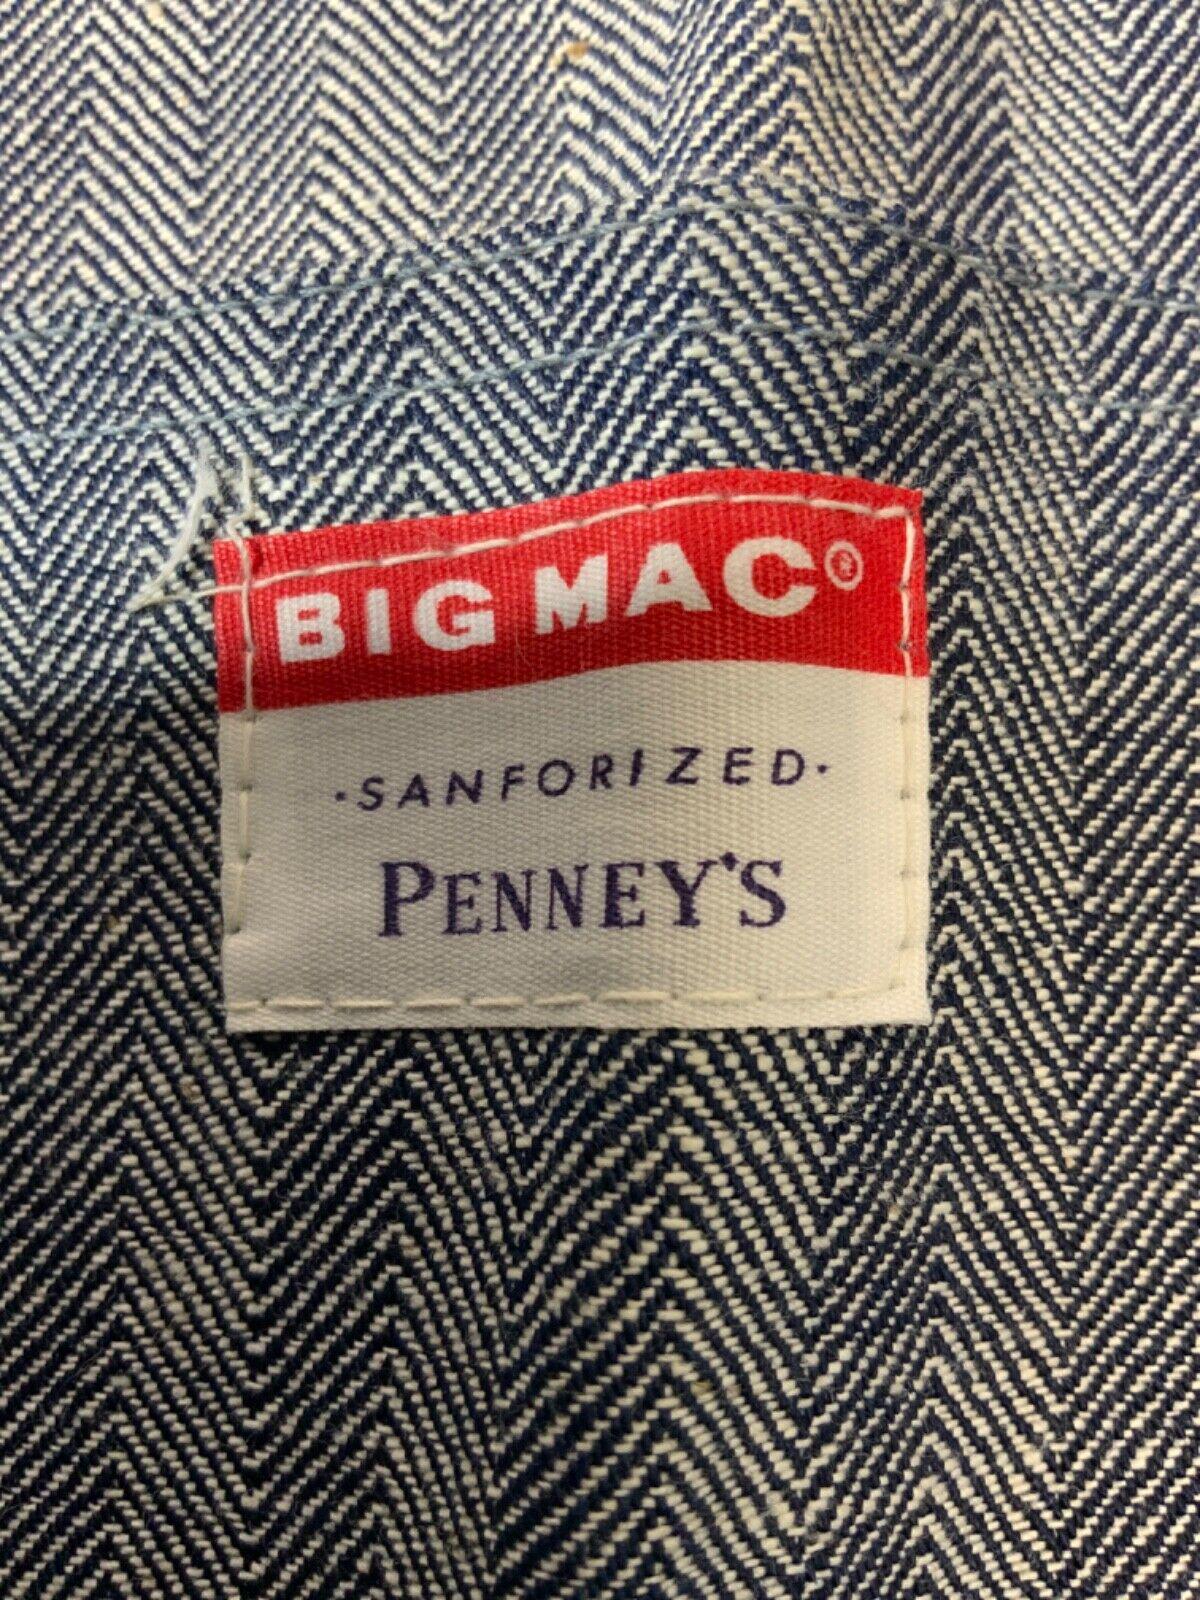 BIG MAC®
·SANFORIZED·
PENNEY'S